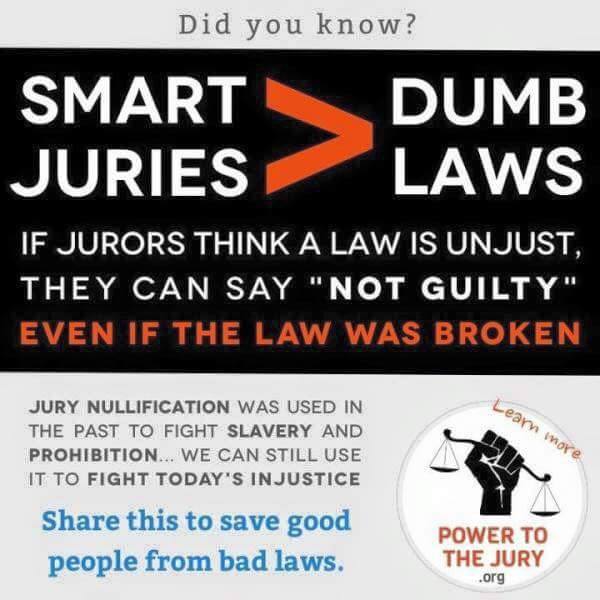 Did you know?
SMART > DUMB
JURIES LAWS
IF JURORS THINK A LAW IS UNJUST,
THEY CAN SAY "NOT GUILTY"
EVEN IF THE LAW WAS BROKEN
JURY NULLIFICATION WAS USED IN
THE PAST TO FIGHT SLAVERY AND
PROHIBITION... WE CAN STILL USE
IT TO FIGHT TODAY'S INJUSTICE
Share this to save good
people from bad laws.
Learn more
POWER TO
THE JURY
.org